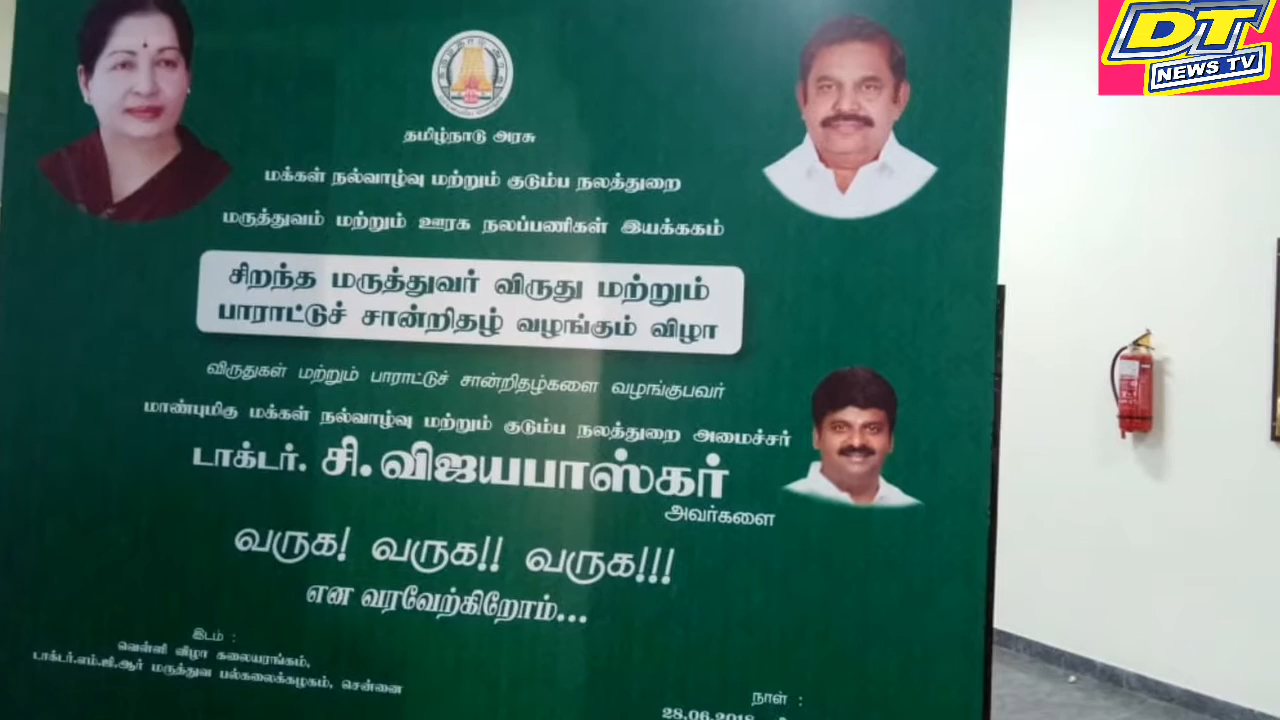 DT
NEWS TV
தமிழ்நாடு அரசு
மக்கள் நல்வாழ்வு மற்றும் குடும்ப நலத்துறை
மருத்துவம் மற்றும் ஊரக நலப்பணிகள் இயக்ககம்
சிறந்த மருத்துவர் விருது மற்றும்
பாராட்டுச் சான்றிதழ் வழங்கும் விழா
விருதுகள் மற்றும் பாராட்டுச் சான்றிதழ்களை வழங்குபவர்
மாண்புமிகு மக்கள் நல்வாழ்வு மற்றும் குடும்ப நலத்துறை அமைச்சர்
டாக்டர். சி. விஜயபாஸ்கர்
அவர்களை
வருக! வருக!! வருக!!!
என வரவேற்கிறோம்...
இடம் :
வெள்ளி விழா கலையரங்கம்,
டாக்டர்.எம்.ஜி.ஆர் மருத்துவ பல்கலைக்கழகம், சென்னை
நாள் :
28.06.2018